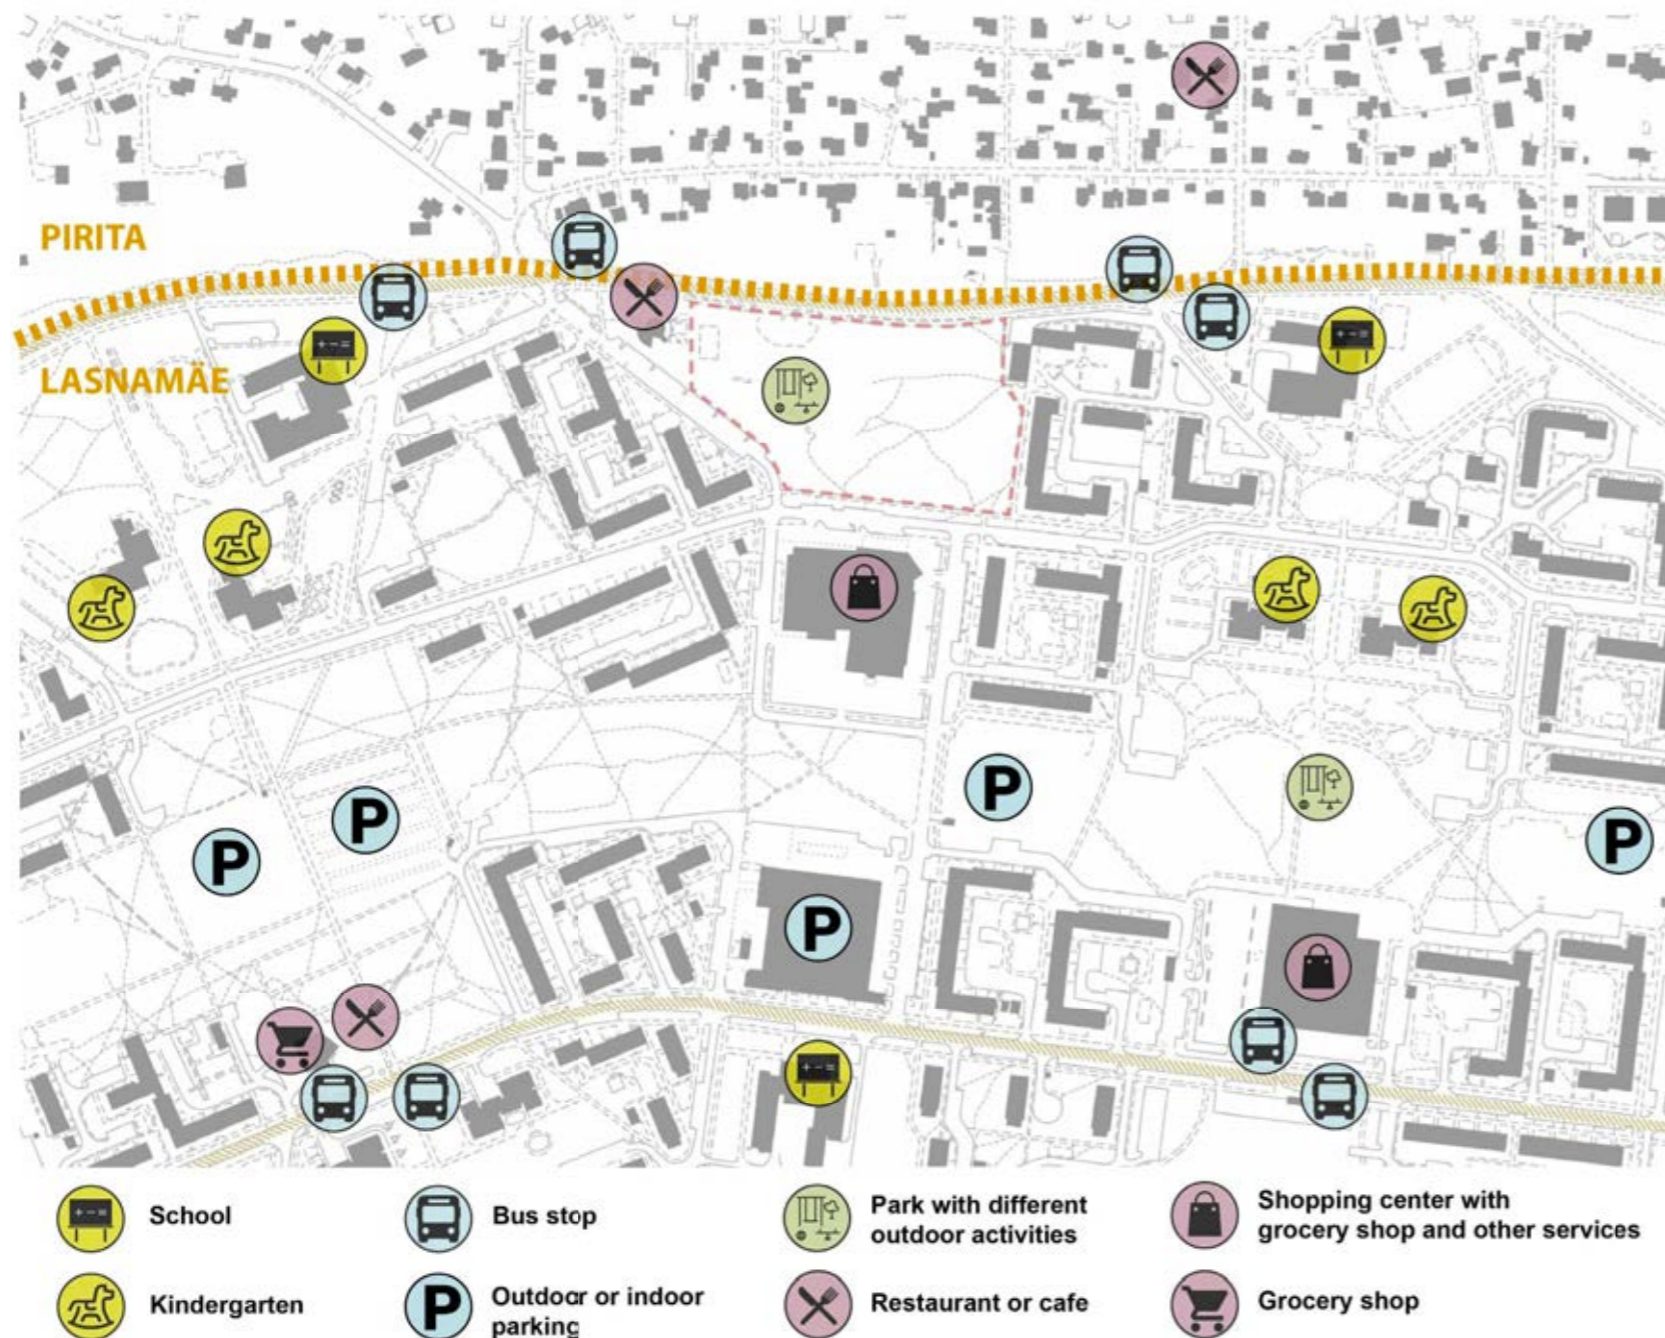 PIRITA
LASNAMÄE
P
P
P
P
P
School
Bus stop
Park with different
outdoor activities
Shopping center with
grocery shop and other services
Kindergarten
P
Outdoor or indoor
parking
Restaurant or cafe
Grocery shop